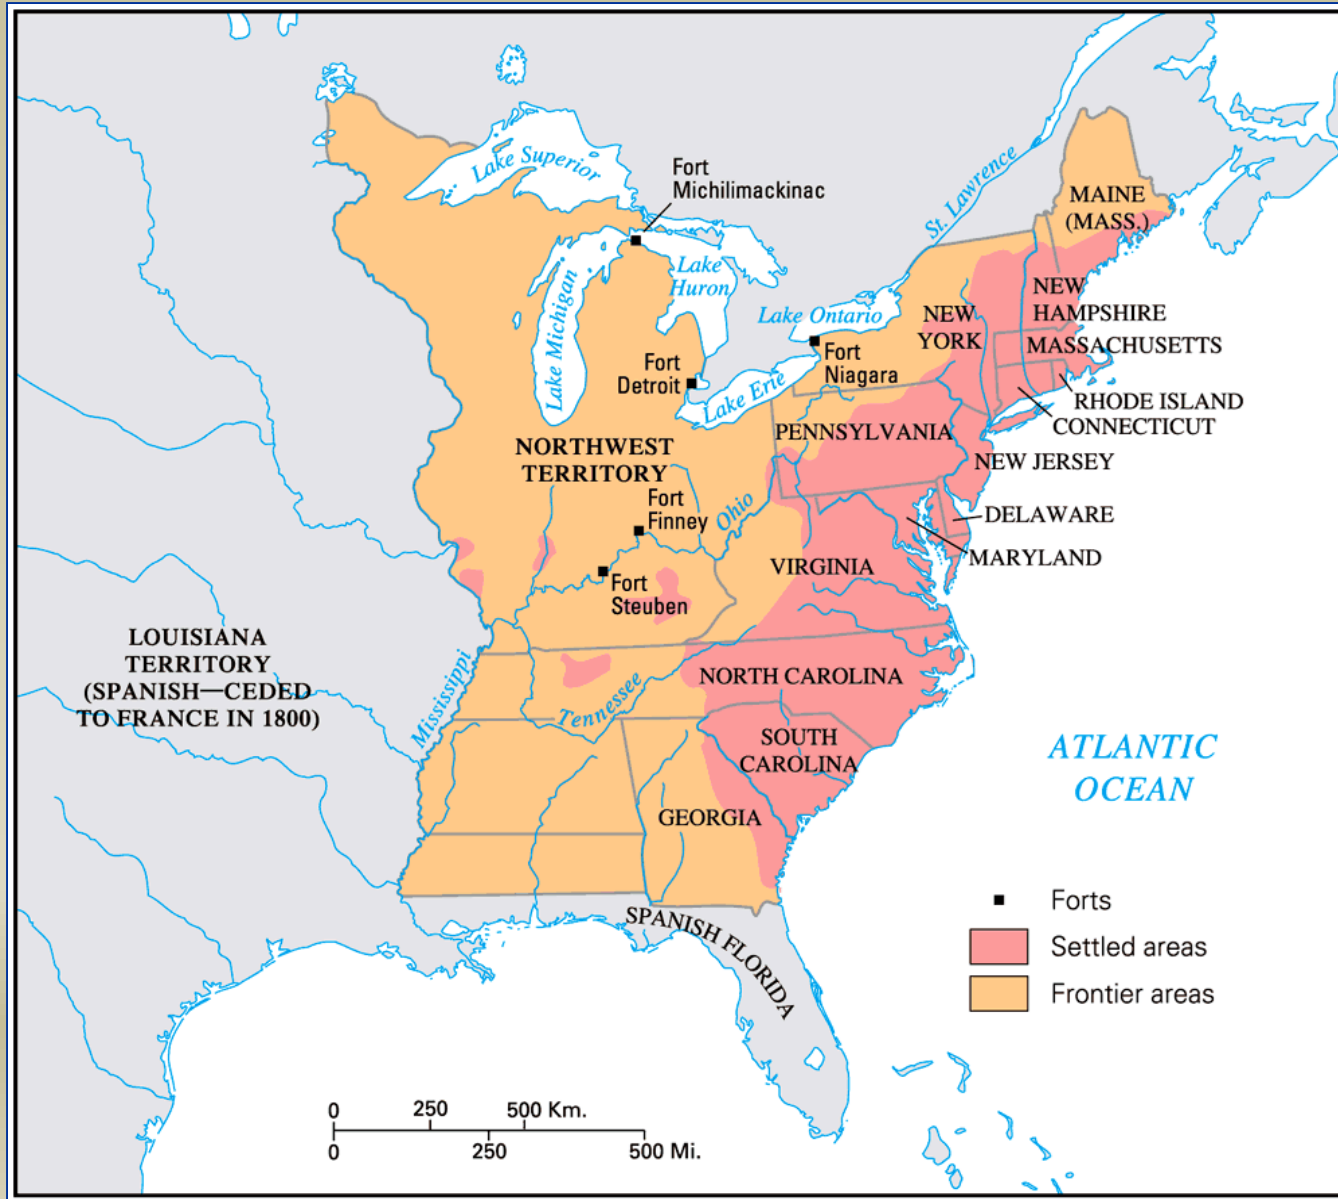 Lake Superior
Fort
Michilimackinac
St. Lawrence
MAINE
(MASS.)
Lake
Huron
Lake Michigan
Lake Ontario
NEW
YORK
NEW
HAMPSHIRE
MASSACHUSETTS
Fort
Detroit
Fort
Niagara
Lake Erie
RHODE ISLAND
CONNECTICUT
PENNSYLVANIA
NORTHWEST
TERRITORY
NEW JERSEY
Fort
Finney
Ohio
DELAWARE
MARYLAND
VIRGINIA
Fort
Steuben
LOUISIANA
TERRITORY
(SPANISH—CEDED
TO FRANCE IN 1800)
Mississippi
Tennessee
NORTH CAROLINA
SOUTH
CAROLINA
ATLANTIC
OCEAN
GEORGIA
SPANISH FLORIDA
Forts
Settled areas
Frontier areas
0 250 500 Km.
0 250 500 Mi.